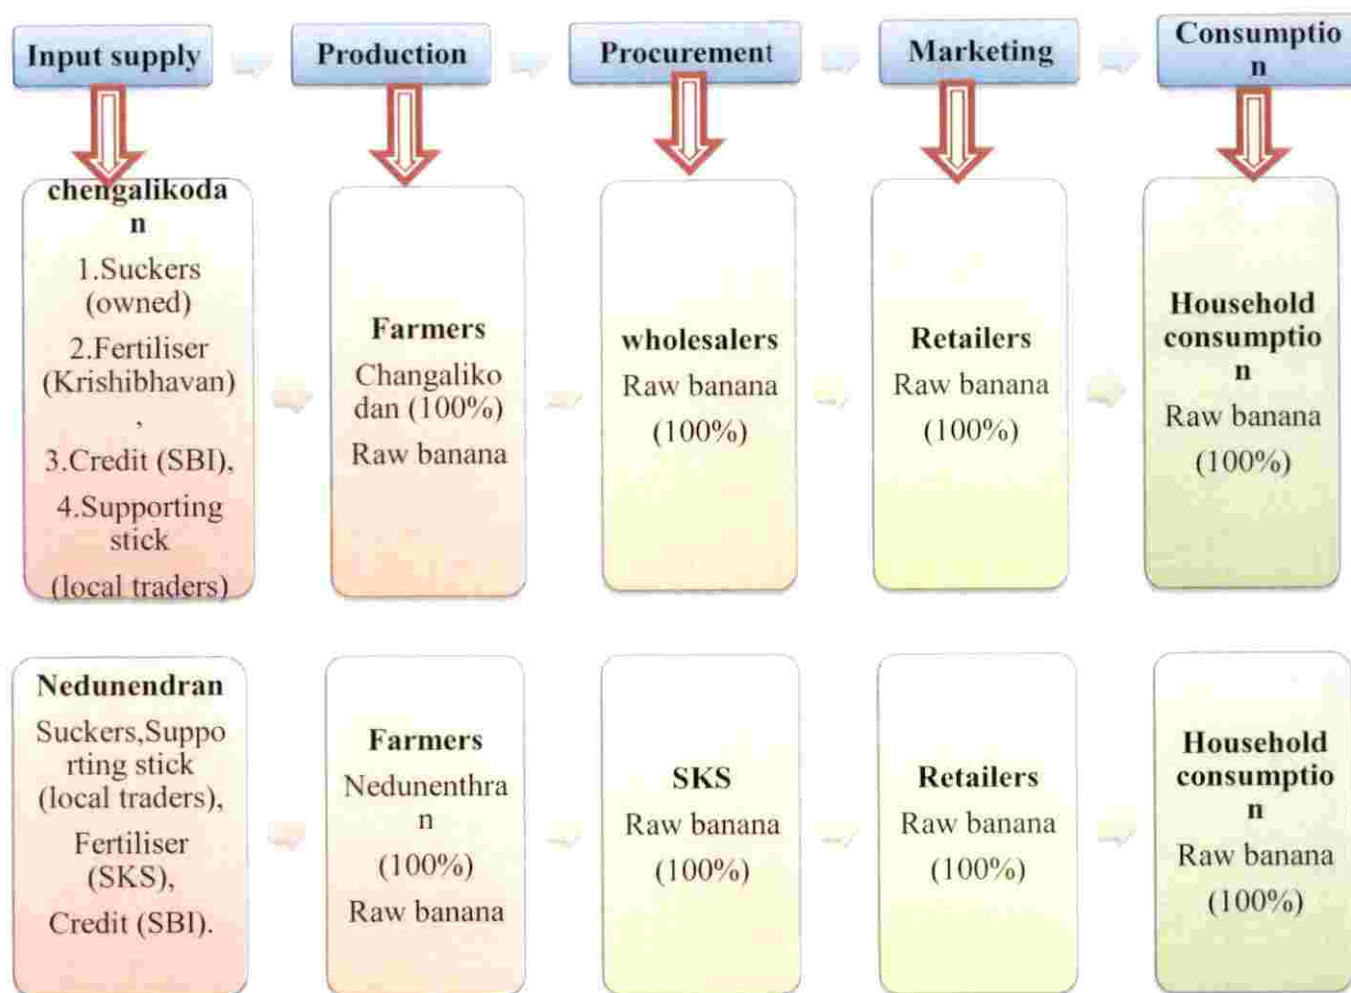 Input supply
Production
Procurement
Marketing
Consumptio
n
chengalikoda
n
1.Suckers
(owned)
2.Fertiliser
(Krishibhavan)
,
3.Credit (SBI),
4.Supporting
stick
(local traders)
Farmers
Changaliko
dan (100%)
Raw banana
wholesalers
Raw banana
(100%)
Retailers
Raw banana
(100%)
Household
consumptio
n
Raw banana
(100%)
Nedunendran
Suckers,Suppo
rting stick
(local traders),
Fertiliser
(SKS),
Credit (SBI).
Farmers
Nedunenthra
n
(100%)
Raw banana
SKS
Raw banana
(100%)
Retailers
Raw banana
(100%)
Household
consumptio
n
Raw banana
(100%)